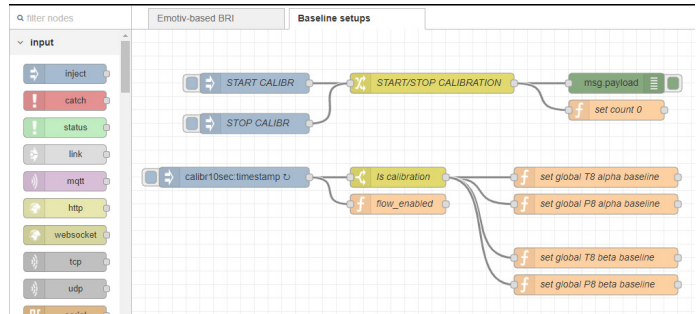 filter nodes
Emotiv-based BRI
Baseline setups
input
inject
catch
status
link
mqtt
http
websocket
tcp
udp
START CALIBR
START/STOP CALIBRATION
msg.payload
set count 0
STOP CALIBR
calibr10sec:timestamp ↻
Is calibration
set global T8 alpha baseline
flow_enabled
set global P8 alpha baseline
set global T8 beta baseline
set global P8 beta baseline